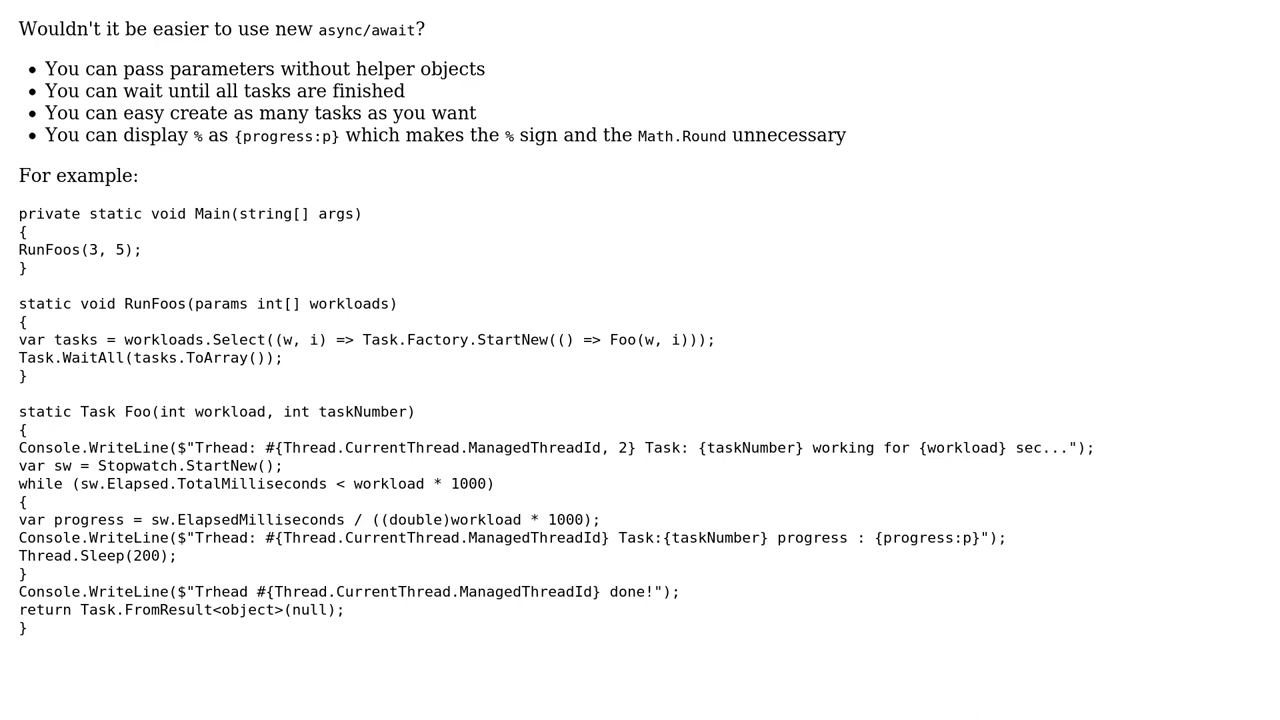 Wouldn't it be easier to use new async/await?
You can pass parameters without helper objects
You can wait until all tasks are finished
You can easy create as many tasks as you want
You can display % as {progress:p} which makes the % sign and the Math.Round unnecessary
For example:
private static void Main(string[] args)
{
RunFoos(3, 5);
}
static void RunFoos(params int[] workloads)
{
var tasks = workloads.Select((w, i) => Task.Factory.StartNew(() => Foo(w, i)));
Task.WaitAll(tasks.ToArray());
}
static Task Foo(int workload, int taskNumber)
{
Console.WriteLine($"Trhead: #{Thread.CurrentThread.ManagedThreadId, 2} Task: {taskNumber} working for {workload} sec...");
var sw = Stopwatch.StartNew();
while (sw.Elapsed.TotalMilliseconds < workload * 1000)
{
var progress = sw.ElapsedMilliseconds / ((double)workload * 1000);
Console.WriteLine($"Trhead: #{Thread.CurrentThread.ManagedThreadId} Task:{taskNumber} progress : {progress:p}");
Thread.Sleep(200);
}
Console.WriteLine($"Trhead #{Thread.CurrentThread.ManagedThreadId} done!");
return Task.FromResult<object>(null);
}